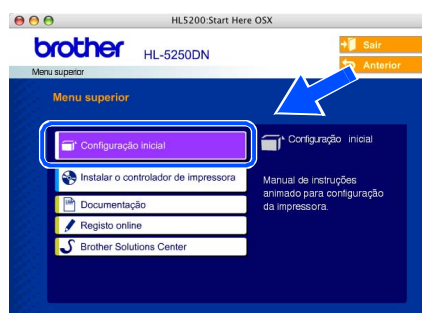 HL5200:Start Here OSX
brother
HL-5250DN
Sair
Anterior
Menu superior
Menu superior
Configuração inicial
Instalar o controlador de impressora
Documentação
Registo online
Brother Solutions Center
Configuração inicial
Manual de instruções
animado para configuração
da impressora.